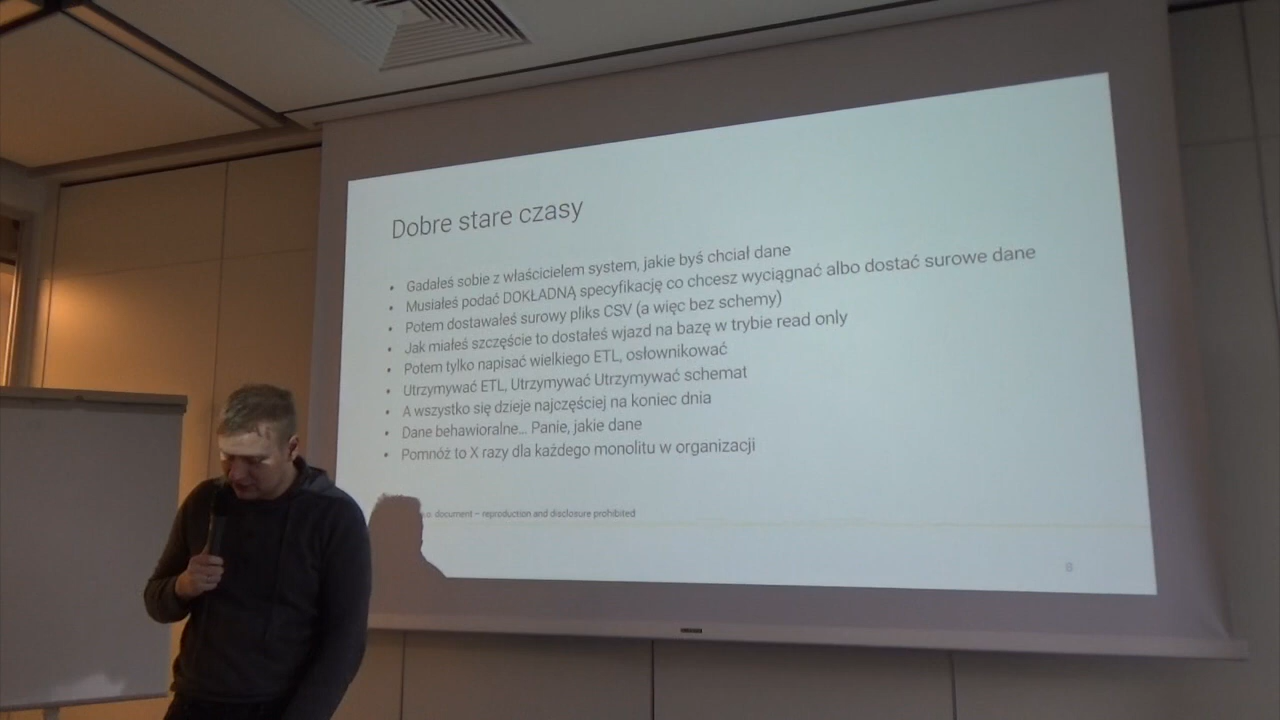 Dobre stare czasy
• Gadałeś sobie z właścicielem system, jakie byś chciał dane
• Musiałeś podać DOKŁADNĄ specyfikację co chcesz wyciągnać albo dostać surowe dane
• Potem dostawałeś surowy pliks CSV (a więc bez schemy)
• Jak miałeś szczęście to dostałeś wjazd na bazę w trybie read only
• Potem tylko napisać wielkiego ETL, osłownikować
• Utrzymywać ETL, Utrzymywać Utrzymywać schemat
• A wszystko się dzieje najczęściej na koniec dnia
• Dane behawioralne... Panie, jakie dane
• Pomnóż to X razy dla każdego monolitu w organizacji
document – reproduction and disclosure prohibited
8